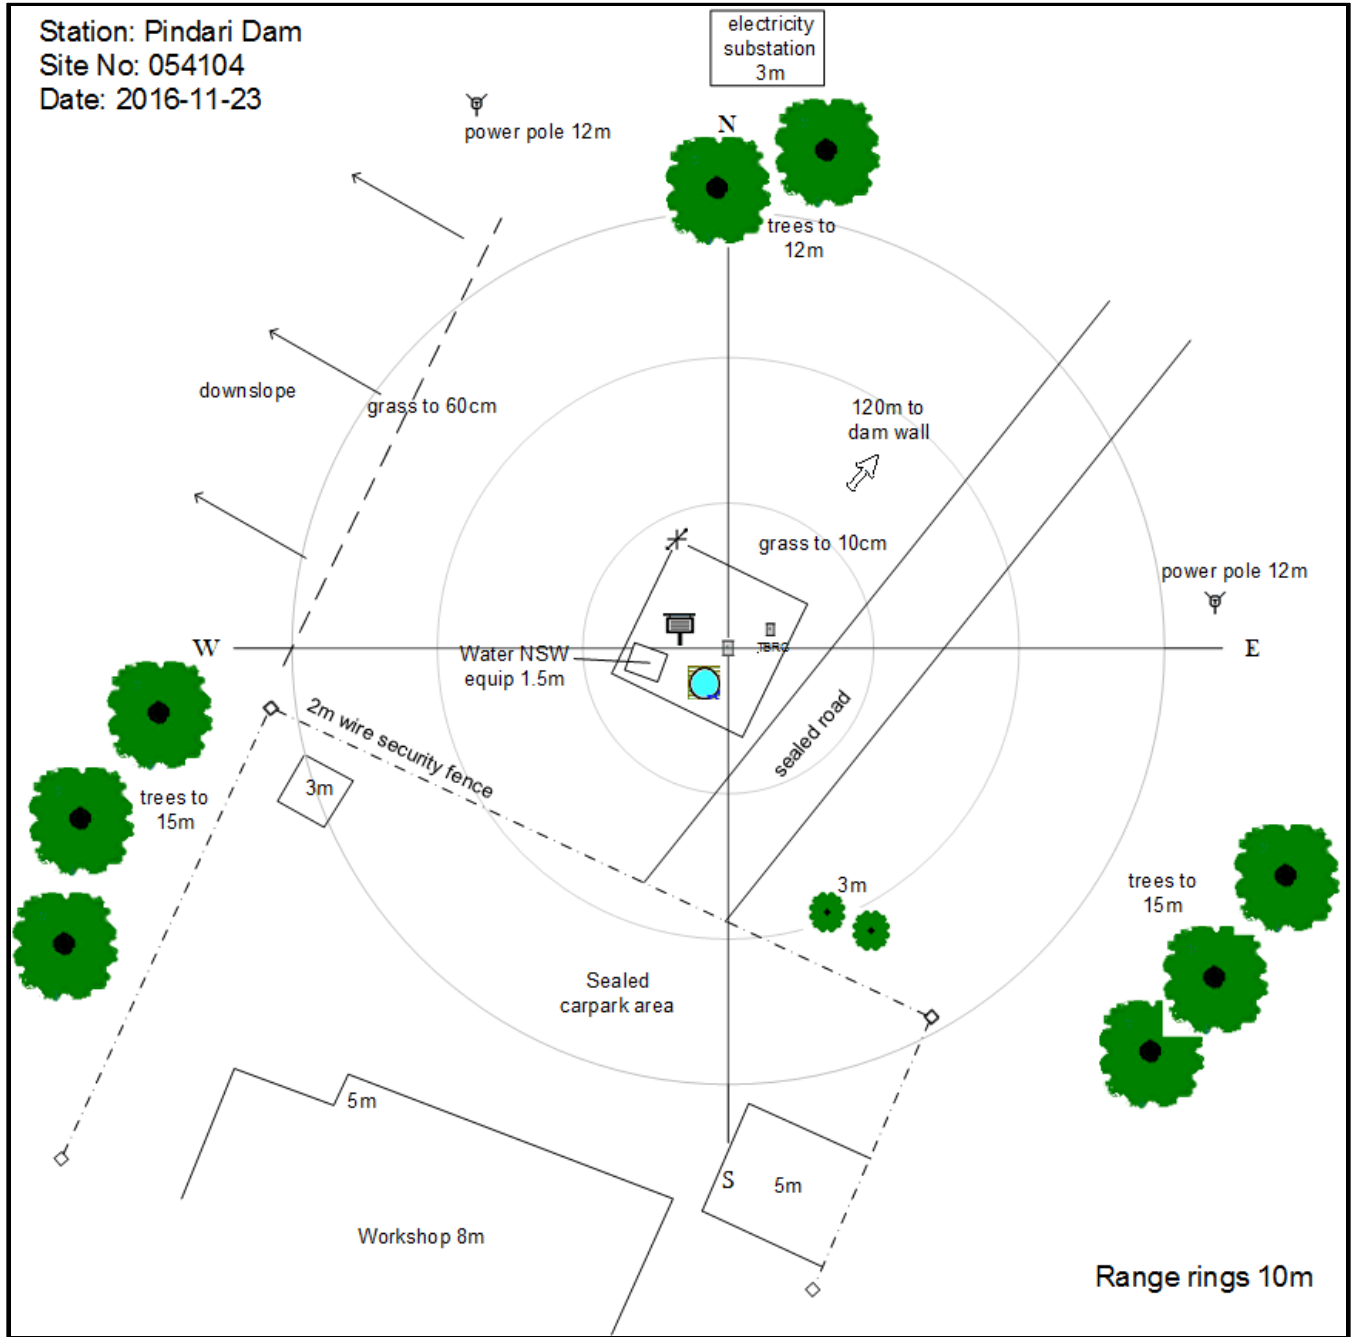 Station: Pindari Dam
Site No: 054104
Date: 2016-11-23
electricity
substation
3m
power pole 12m
N
trees to
12m
downslope
grass to 60cm
120m to
dam wall
grass to 10cm
power pole 12m
W
E
TBRG
Water NSW
equip 1.5m
2m wire security fence
sealed road
3m
trees to
15m
3m
trees to
15m
Sealed
carpark area
5m
S
5m
Workshop 8m
Range rings 10m